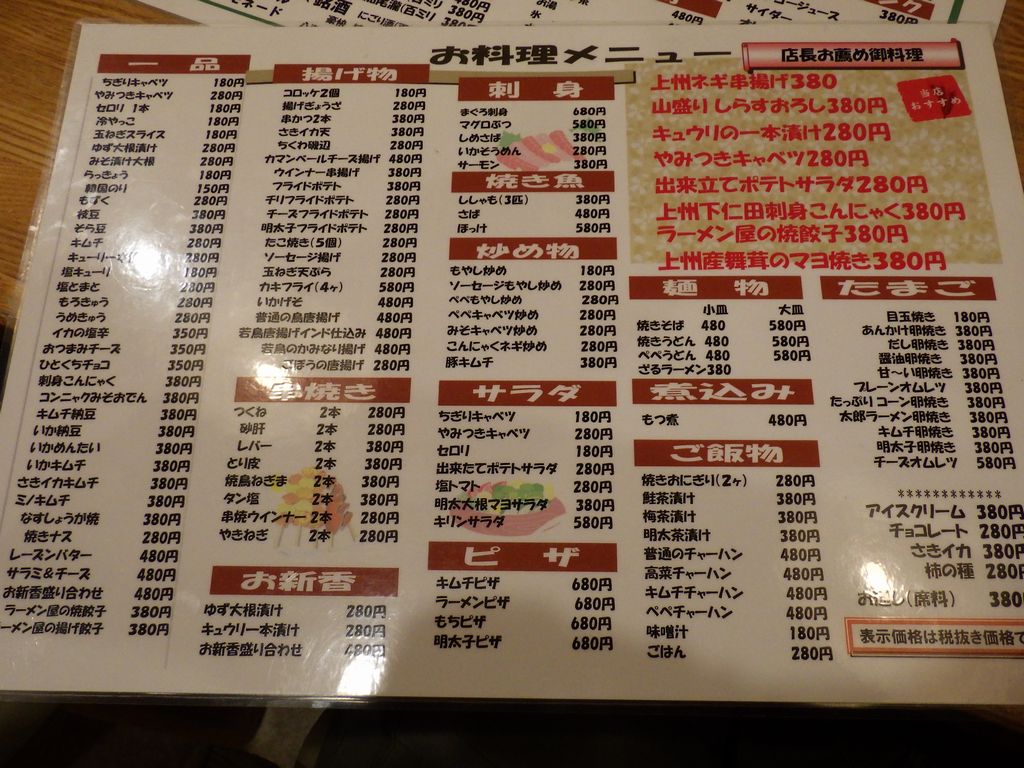 お料理メニュー
一品
ちぎりキャベツ 180円
やみつきキャベツ 280円
セロリ 1本 180円
冷やっこ 180円
玉ねぎスライス 180円
ゆず大根漬け 280円
みそ漬け大根 280円
らっきょう 180円
韓国のり 150円
もずく 280円
枝豆 380円
そら豆 380円
キムチ 280円
280円
塩キューリ 280円
塩とまと 280円
もろきゅう 280円
うめきゅう 280円
イカの塩辛 350円
おつまみチーズ 350円
ひとくちチョコ 350円
刺身こんにゃく 380円
コンニャクみそおでん 380円
キムチ納豆 380円
いか納豆 380円
いかめんたい 380円
いかキムチ 380円
さきイカキムチ 380円
ミノキムチ 380円
なすしょうが焼 380円
焼きナス 280円
レーズンバター 480円
サラミ&チーズ 480円
お新香盛り合わせ 480円
ラーメン屋の焼餃子 380円
ラーメン屋の揚げ餃子 380円
揚げ物
コロッケ2個 180円
揚げぎょうざ 280円
串かつ2本 380円
さきイカ天 380円
ちくわ磯辺 280円
カマンベールチーズ揚げ 480円
ウインナー串揚げ 380円
フライドポテト 380円
チリフライドポテト 280円
チーズフライドポテト 280円
明太子フライドポテト 280円
たこ焼き(5個) 280円
ソーセージ揚げ 280円
玉ねぎ天ぷら 280円
カキフライ(4ヶ) 580円
いかげそ 480円
普通の鳥唐揚げ 480円
若鳥唐揚げインド仕込み 480円
若鳥のかみなり揚げ 480円
ごぼうの唐揚げ 280円
串焼き
つくね 2本 280円
砂肝 2本 280円
レバー 2本 380円
とり皮 2本 380円
焼鳥ねぎま 2本 380円
タン塩 2本 380円
串焼ウインナー 2本 280円
やきねぎ 2本 280円
お新香
ゆず大根漬け 280円
キュウリ一本漬け 280円
お新香盛り合わせ 480円
刺身
まぐろ刺身 680円
マグロぶつ 580円
しめさば 380円
いかそうめん 280円
サーモン 380円
焼き魚
ししゃも(3匹) 380円
さば 480円
ほっけ 580円
炒め物
もやし炒め 180円
ソーセージもやし炒め 280円
ペペもやし炒め 280円
ペペキャベツ炒め 280円
みそキャベツ炒め 280円
こんにゃくネギ炒め 280円
豚キムチ 380円
サラダ
ちぎりキャベツ 180円
やみつきキャベツ 280円
セロリ 180円
出来たてポテトサラダ 280円
塩トマト 280円
明太大根マヨサラダ 380円
キリンサラダ 580円
ピザ
キムチピザ 680円
ラーメンピザ 680円
もちピザ 680円
明太子ピザ 680円
店長お薦め御料理
当店
おすすめ
上州ネギ串揚げ380
山盛りしらすおろし380円
キュウリの一本漬け280円
やみつきキャベツ280円
出来立てポテトサラダ280円
上州下仁田刺身こんにゃく380円
ラーメン屋の焼餃子380円
上州産舞茸のマヨ焼き380円
麺物
小皿 大皿
焼きそば 480 580円
焼きうどん 480 580円
ペペうどん 480 580円
ざるラーメン380
煮込み
もつ煮 480円
ご飯物
焼きおにぎり(2ヶ) 280円
鮭茶漬け 380円
梅茶漬け 380円
明太茶漬け 380円
普通のチャーハン 480円
高菜チャーハン 480円
キムチチャーハン 480円
ペペチャーハン 480円
味噌汁 180円
ごはん 280円
たまご
目玉焼き 180円
あんかけ卵焼き 380円
だし卵焼き 380円
醤油卵焼き 380円
甘〜い卵焼き 380円
プレーンオムレツ 380円
たっぷりコーン卵焼き 380円
太郎ラーメン卵焼き 380円
キムチ卵焼き 380円
明太子卵焼き 380円
チーズオムレツ 580円
************
アイスクリーム 380円
チョコレート 280円
さきイカ 380円
柿の種 280円
お通し(席料) 380
表示価格は税抜き価格で